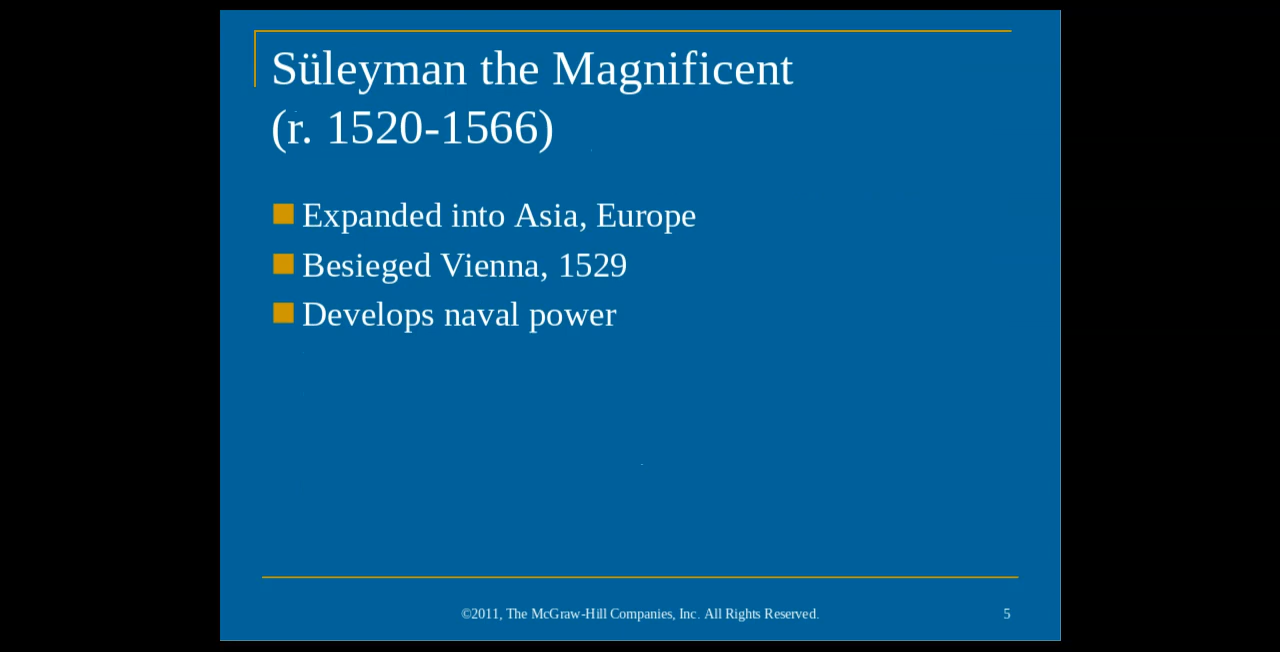 Süleyman the Magnificent
(r. 1520-1566)
Expanded into Asia, Europe
Besieged Vienna, 1529
Develops naval power
©2011, The McGraw-Hill Companies, Inc. All Rights Reserved.
5